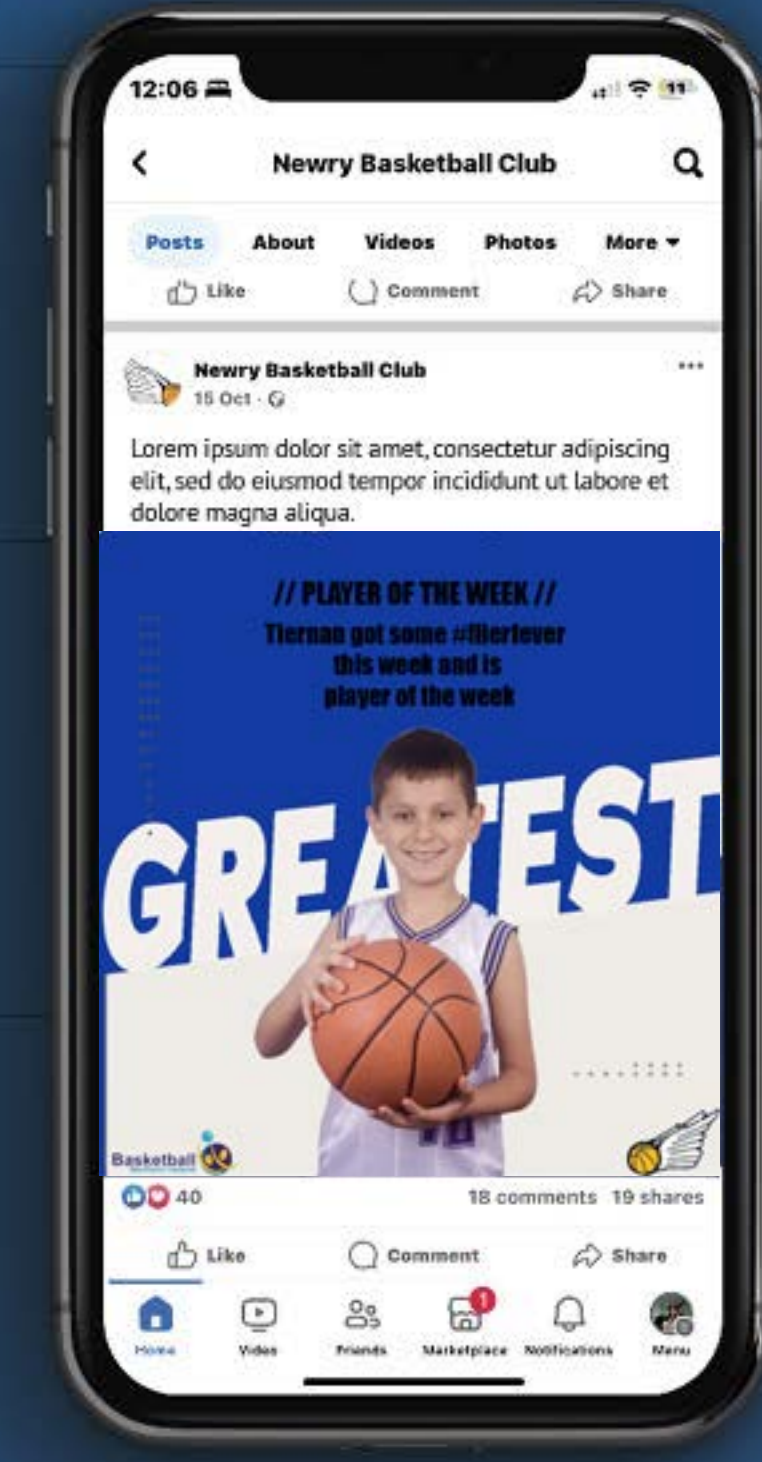 12:06
11
Newry Basketball Club
Posts About Videos Photos More
Like Comment Share
Newry Basketball Club
15 Oct ·
Lorem ipsum dolor sit amet, consectetur adipiscing
elit, sed do eiusmod tempor incididunt ut labore et
dolore magna aliqua.
// PLAYER OF THE WEEK //
Tiernan got some #flierfever
this week and is
player of the week
GREATEST
Basketball
40 18 comments 19 shares
Like Comment Share
1
Home Video Friends Marketplace Notifications Menu